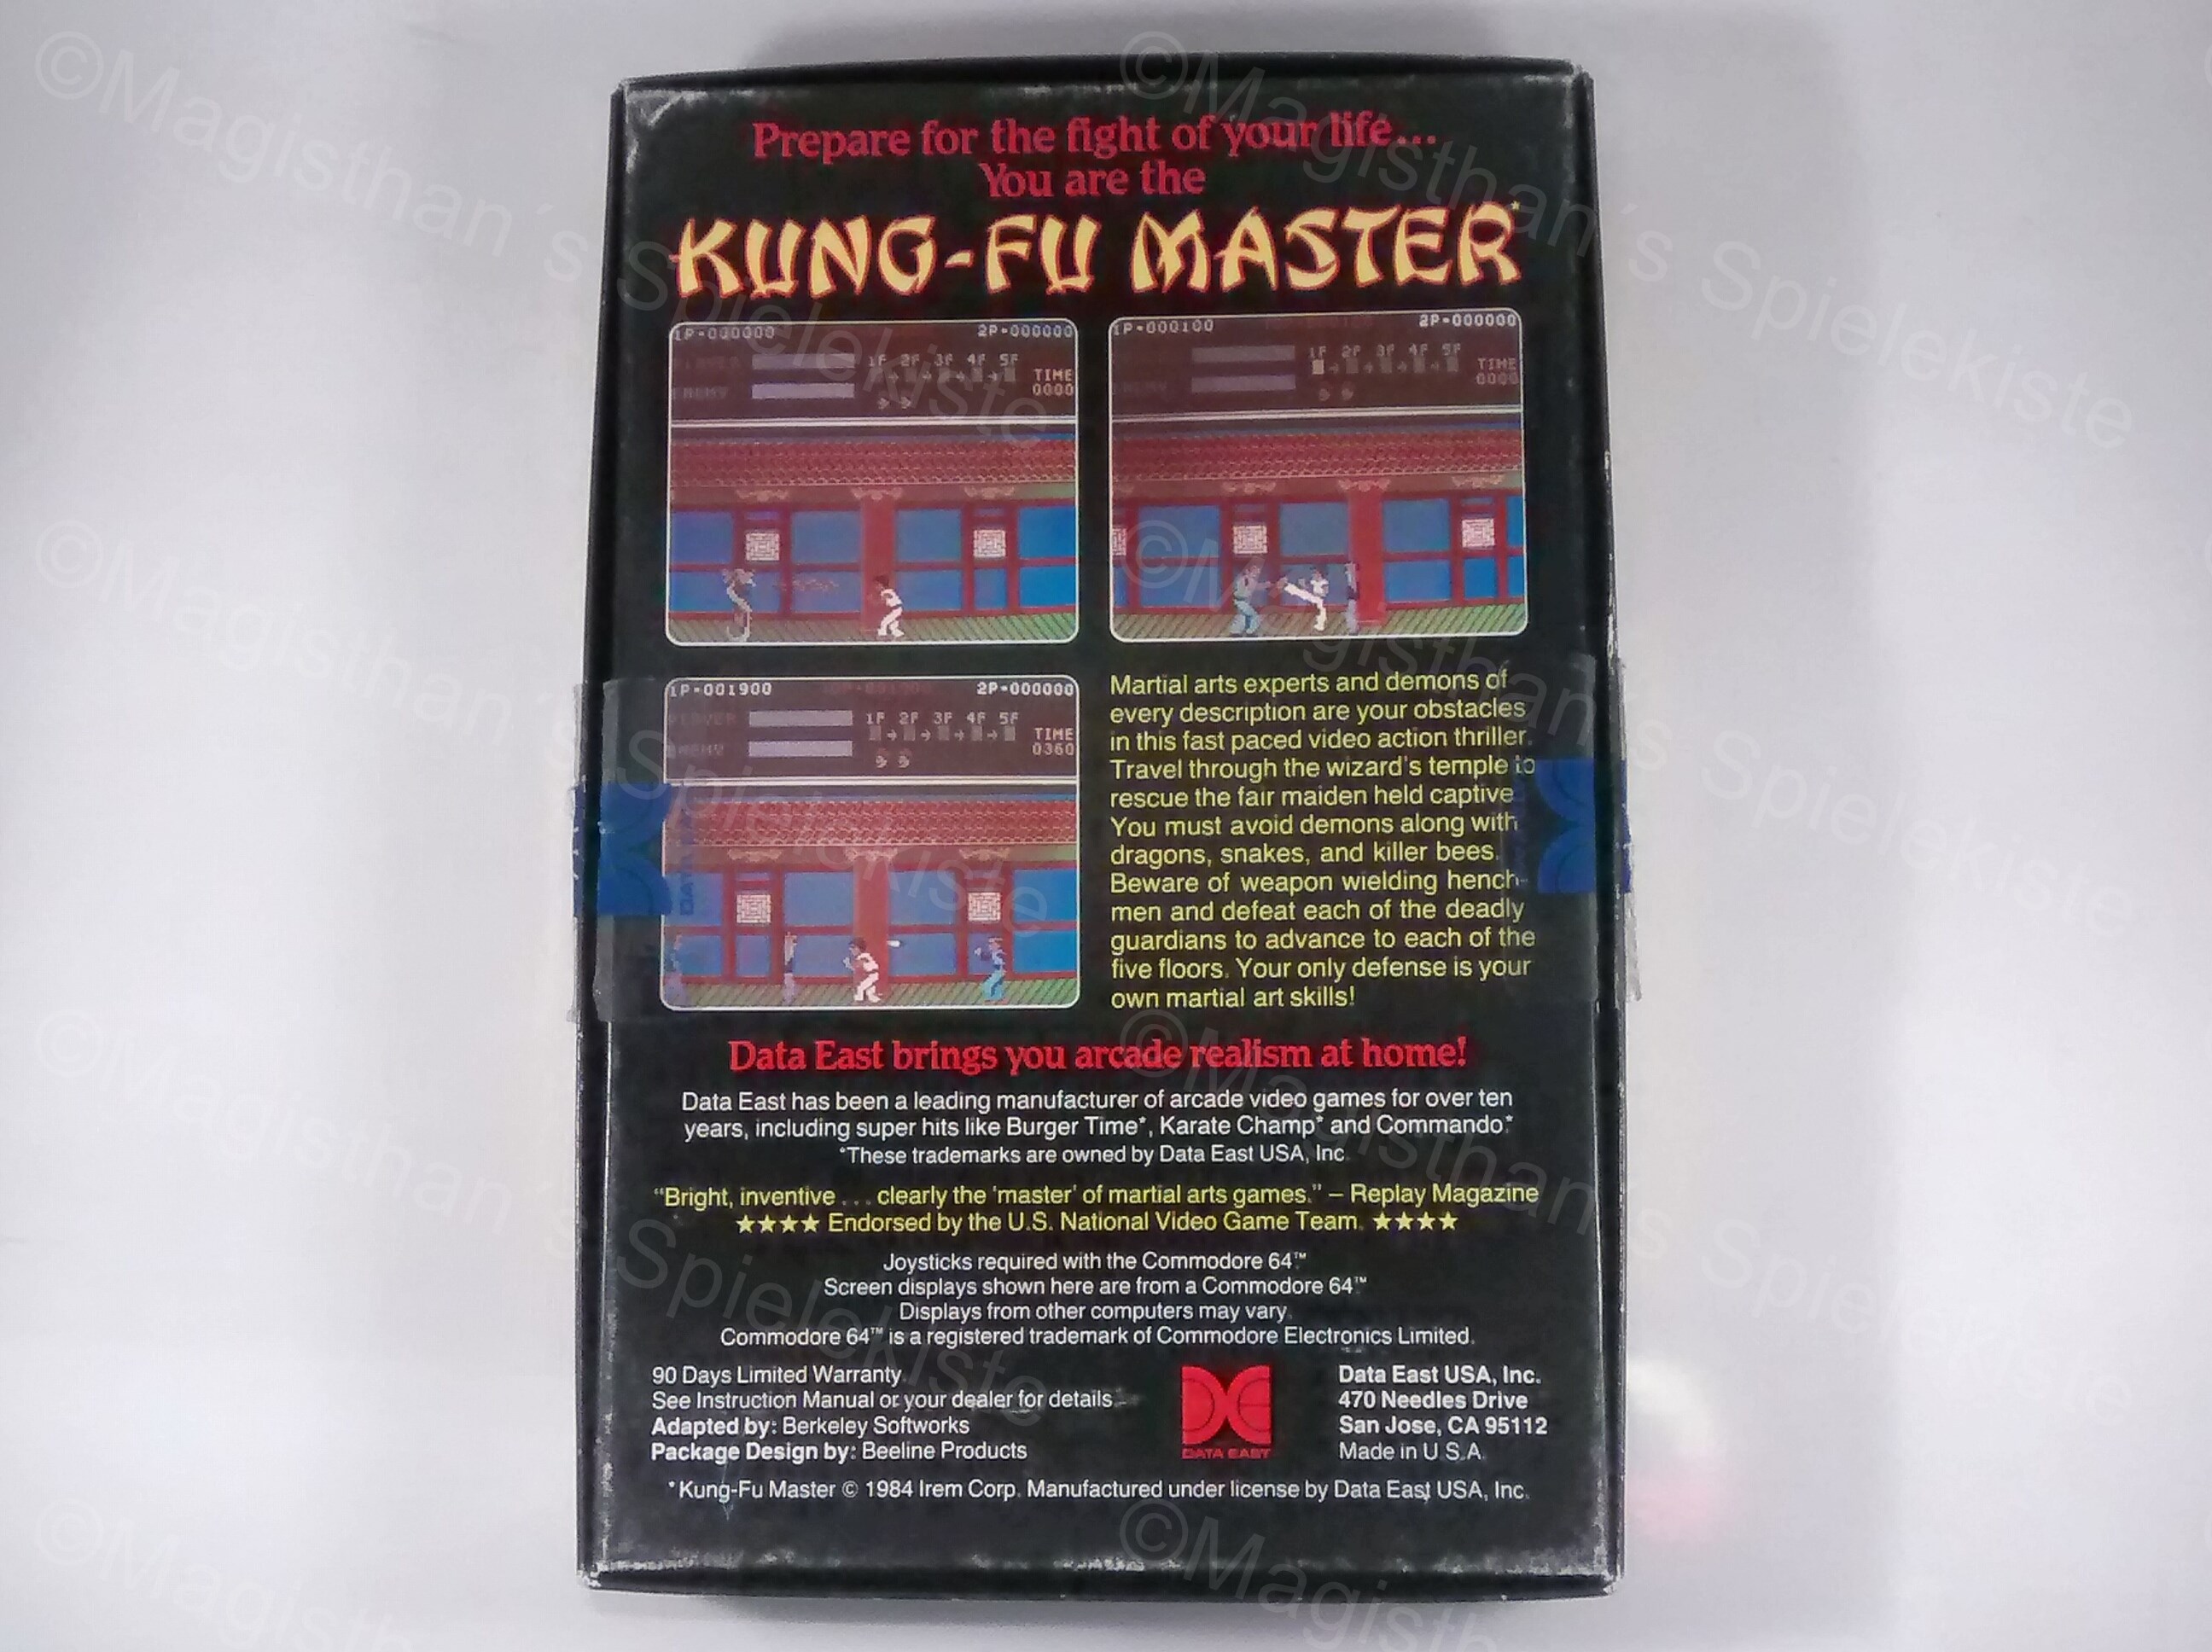 Prepare for the fight of your life...
You are the
KUNG-FU MASTER*
1P-000000 2P-000000
1F 2F 3F 4F 5F
TIME
ENEMY 0000
1P-000100 2P-000000
1F 2F 3F 4F 5F
TIME
ENEMY 0000
1P-001900 2P-000000
PLAYER 1F 2F 3F 4F 5F
TIME
ENEMY 0360
Martial arts experts and demons of
every description are your obstacles
in this fast paced video action thriller.
Travel through the wizard's temple to
rescue the fair maiden held captive
You must avoid demons along with
dragons, snakes, and killer bees.
Beware of weapon wielding hench-
men and defeat each of the deadly
guardians to advance to each of the
five floors. Your only defense is your
own martial art skills!
Data East brings you arcade realism at home!
Data East has been a leading manufacturer of arcade video games for over ten
years, including super hits like Burger Time*, Karate Champ* and Commando.*
*These trademarks are owned by Data East USA, Inc.
"Bright, inventive ... clearly the 'master' of martial arts games." – Replay Magazine
★★★★ Endorsed by the U.S. National Video Game Team. ★★★★
Joysticks required with the Commodore 64™
Screen displays shown here are from a Commodore 64™
Displays from other computers may vary.
Commodore 64™ is a registered trademark of Commodore Electronics Limited.
90 Days Limited Warranty.
See Instruction Manual or your dealer for details.
Adapted by: Berkeley Softworks
Package Design by: Beeline Products
DATA EAST
Data East USA, Inc.
470 Needles Drive
San Jose, CA 95112
Made in U.S.A.
*Kung-Fu Master © 1984 Irem Corp. Manufactured under license by Data East USA, Inc.
©Magisthan´s Spielekiste